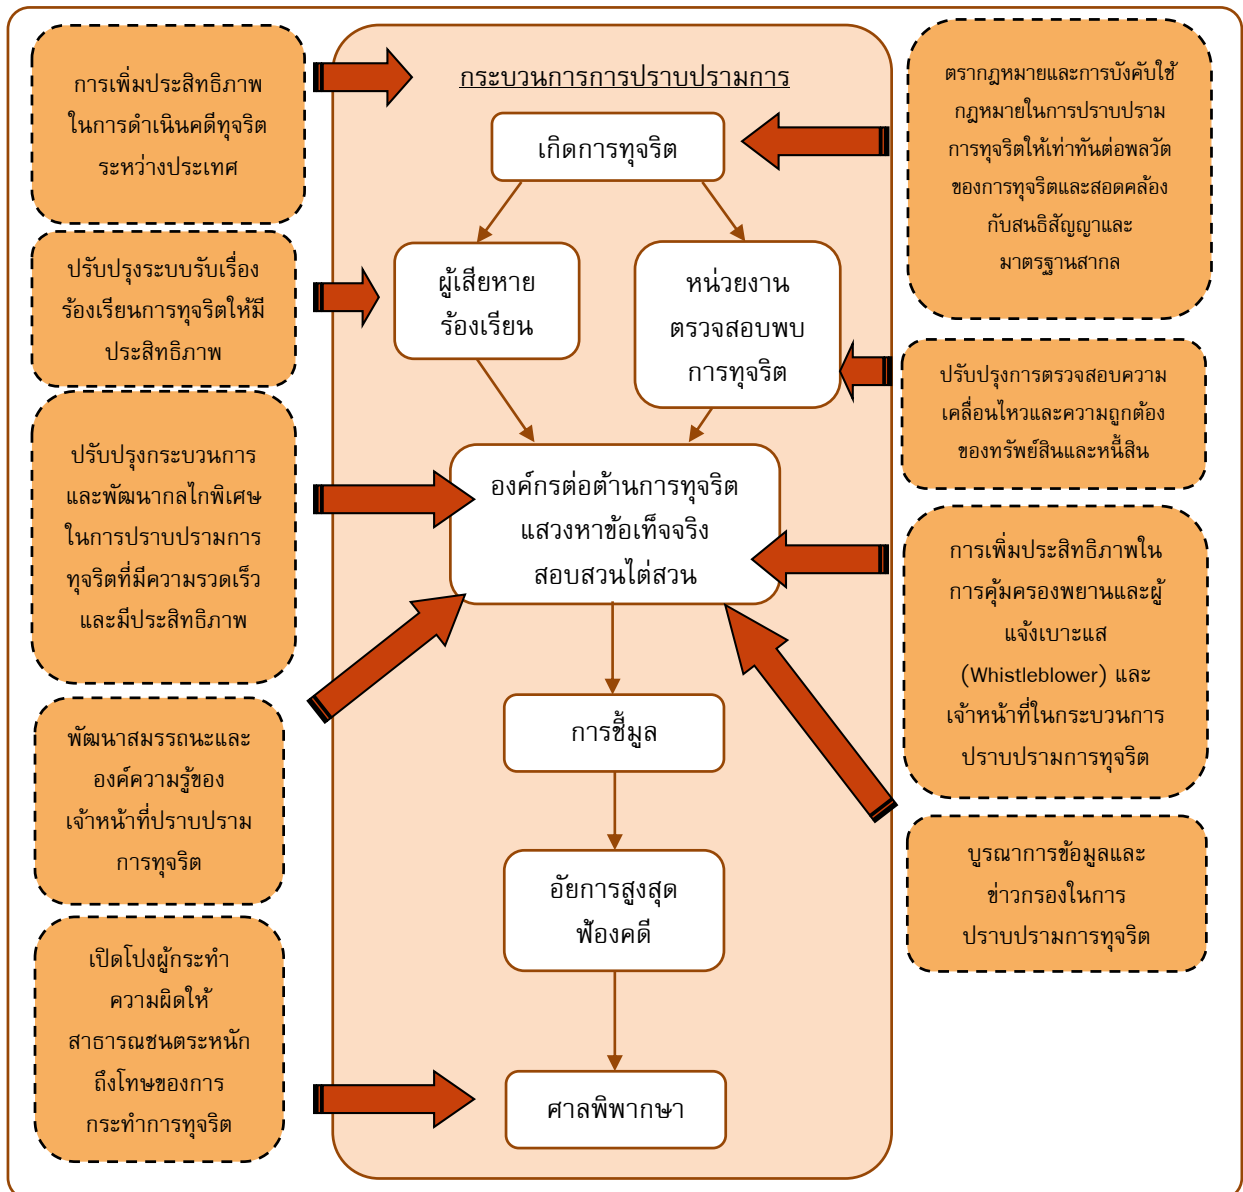 การเพิ่มประสิทธิภาพ
ในการดำเนินคดีทุจริต
ระหว่างประเทศ
ปรับปรุงระบบรับเรื่อง
ร้องเรียนการทุจริตให้มี
ประสิทธิภาพ
ปรับปรุงกระบวนการ
และพัฒนากลไกพิเศษ
ในการปราบปรามการ
ทุจริตที่มีความรวดเร็ว
และมีประสิทธิภาพ
พัฒนาสมรรถนะและ
องค์ความรู้ของ
เจ้าหน้าที่ปราบปราม
การทุจริต
เปิดโปงผู้กระทำ
ความผิดให้
สาธารณชนตระหนัก
ถึงโทษของการ
กระทำการทุจริต
กระบวนการการปราบปรามการ
เกิดการทุจริต
ผู้เสียหาย
ร้องเรียน
หน่วยงาน
ตรวจสอบพบ
การทุจริต
องค์กรต่อต้านการทุจริต
แสวงหาข้อเท็จจริง
สอบสวนไต่สวน
การชี้มูล
อัยการสูงสุด
ฟ้องคดี
ศาลพิพากษา
ตรากฎหมายและการบังคับใช้
กฎหมายในการปราบปราม
การทุจริตให้เท่าทันต่อพลวัต
ของการทุจริตและสอดคล้อง
กับสนธิสัญญาและ
มาตรฐานสากล
ปรับปรุงการตรวจสอบความ
เคลื่อนไหวและความถูกต้อง
ของทรัพย์สินและหนี้สิน
การเพิ่มประสิทธิภาพใน
การคุ้มครองพยานและผู้
แจ้งเบาะแส
(Whistleblower) และ
เจ้าหน้าที่ในกระบวนการ
ปราบปรามการทุจริต
บูรณาการข้อมูลและ
ข่าวกรองในการ
ปราบปรามการทุจริต